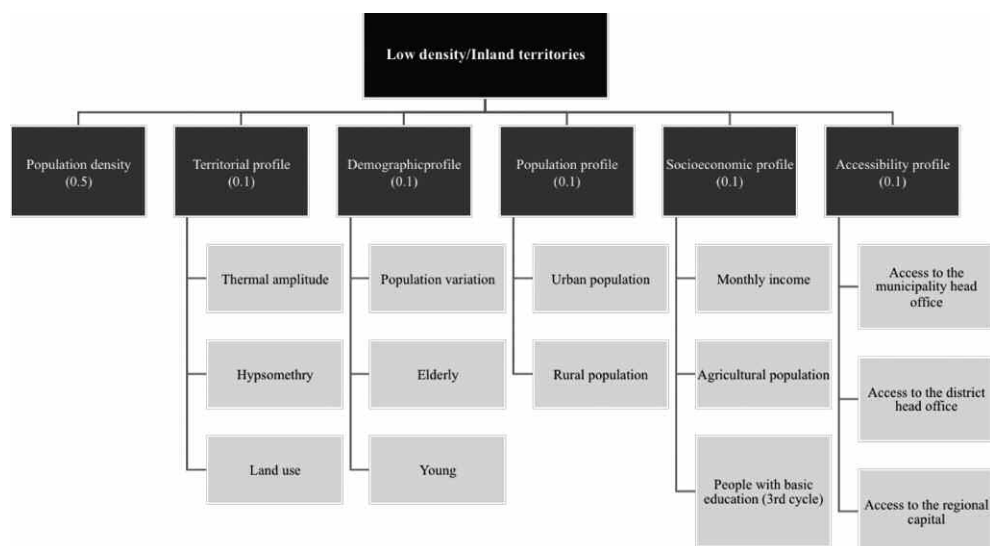 Low density/Inland territories
Population density
(0.5)
Territorial profile
(0.1)
Demographicprofile
(0.1)
Population profile
(0.1)
Socioeconomic profile
(0.1)
Accessibility profile
(0.1)
Thermal amplitude
Hypsomethry
Land use
Population variation
Elderly
Young
Urban population
Rural population
Monthly income
Agricultural population
People with basic
education (3rd cycle)
Access to the
municipality head
office
Access to the district
head office
Access to the regional
capital